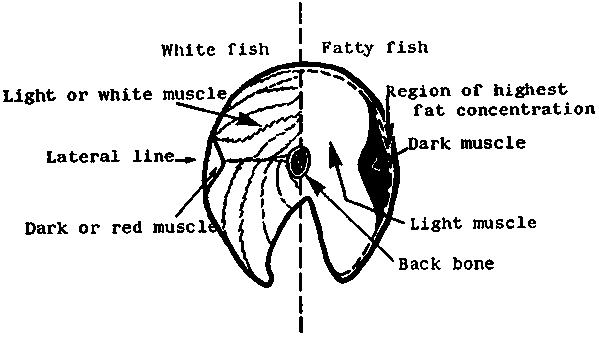 White fish
Fatty fish
Light or white muscle
Region of highest
fat concentration
Dark muscle
Lateral line
Dark or red muscle
Light muscle
Back bone